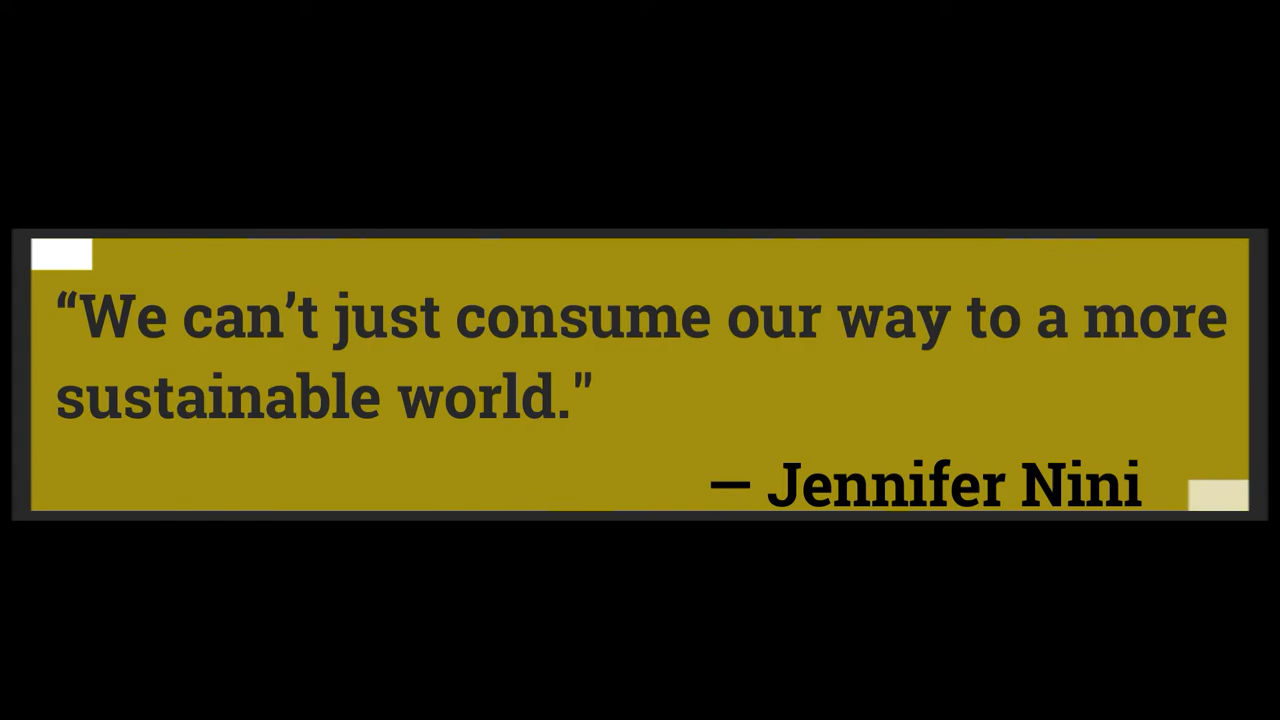 “We can’t just consume our way to a more
sustainable world."
— Jennifer Nini